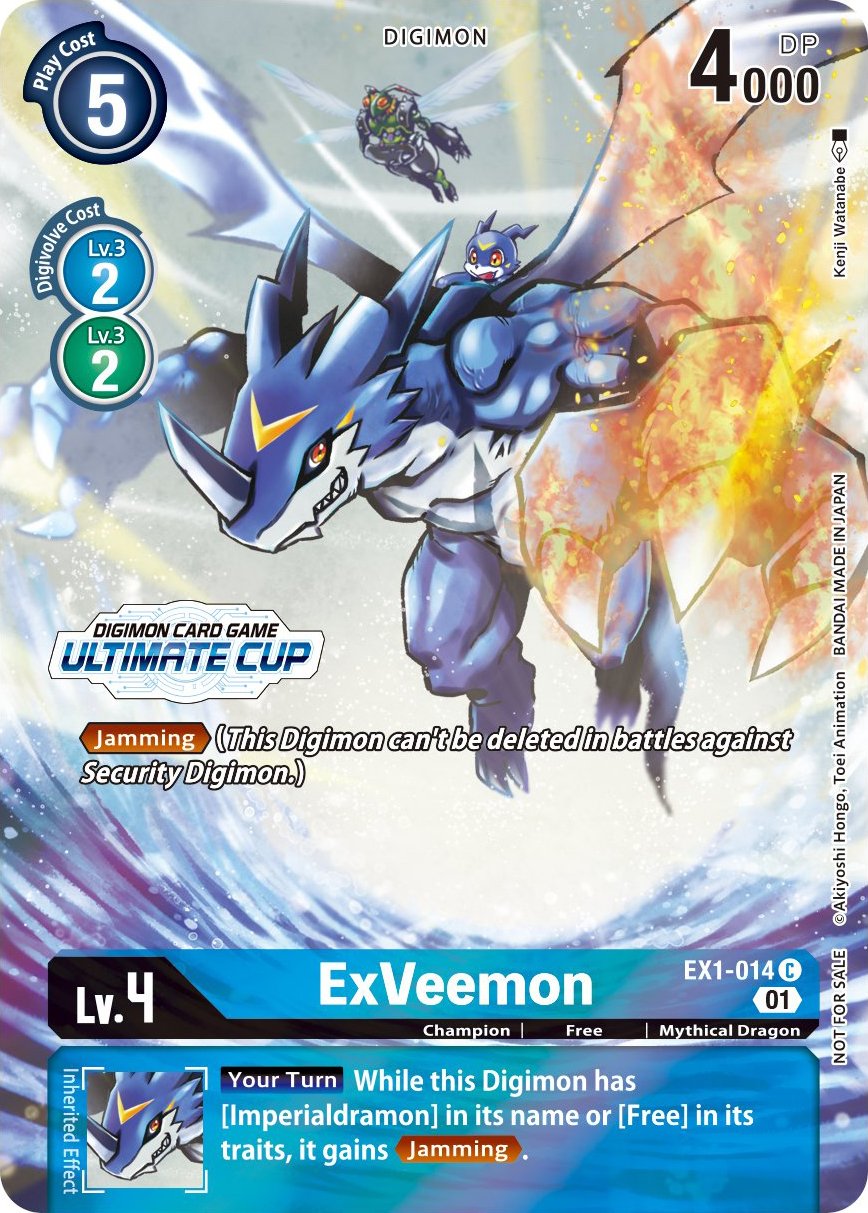 DIGIMON
Play Cost
5
DP
4000
Kenji Watanabe
Digivolve Cost
Lv.3
2
Lv.3
2
DIGIMON CARD GAME
ULTIMATE CUP
Jamming (This Digimon can't be deleted in battles against
Security Digimon.)
©Akiyoshi Hongo, Toei Animation BANDAI MADE IN JAPAN
NOT FOR SALE
Lv.4
ExVeemon
EX1-014 C
01
Champion | Free | Mythical Dragon
Inherited Effect
Your Turn While this Digimon has
[Imperialdramon] in its name or [Free] in its
traits, it gains Jamming.